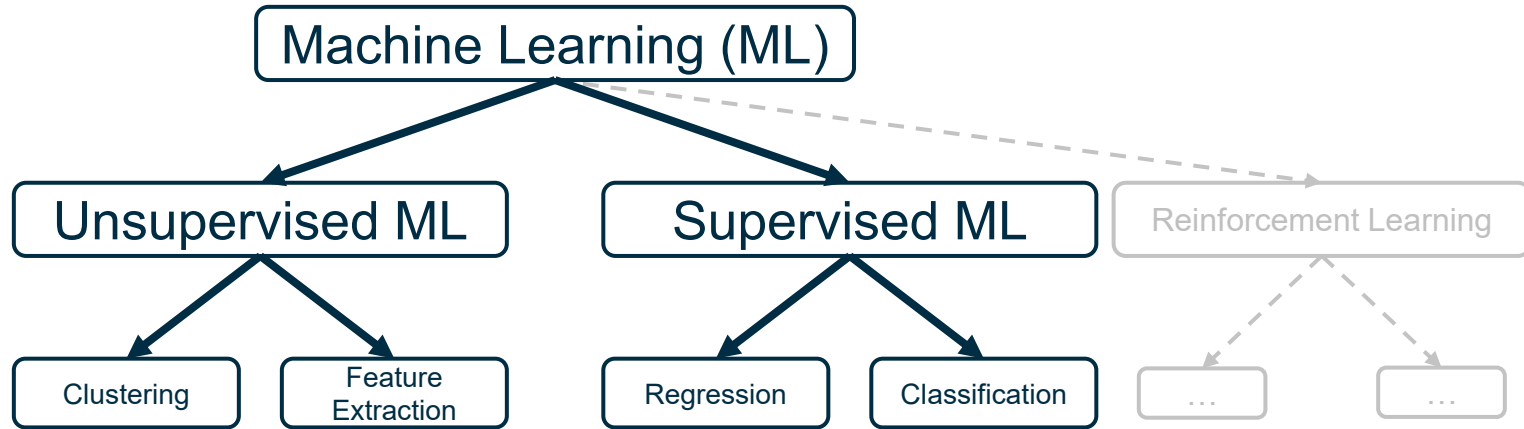 Machine Learning (ML)
Unsupervised ML
Supervised ML
Reinforcement Learning
Clustering
Feature
Extraction
Regression
Classification
…
…